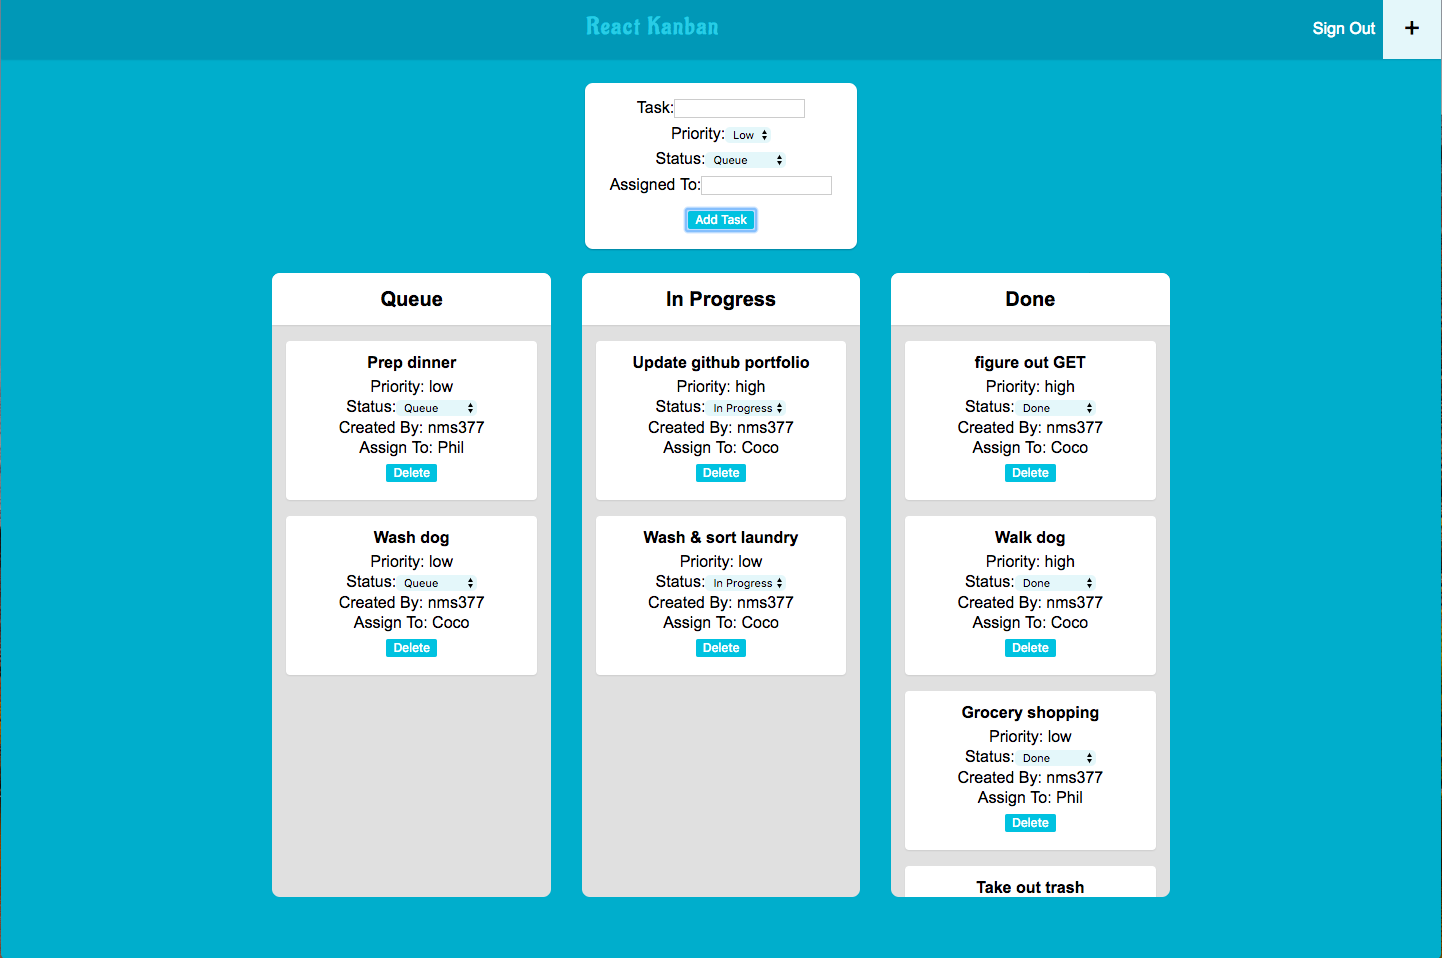 React Kanban
Sign Out +
Task:
Priority: Low
Status: Queue
Assigned To:
Add Task
Queue
Prep dinner
Priority: low
Status: Queue
Created By: nms377
Assign To: Phil
Delete
Wash dog
Priority: low
Status: Queue
Created By: nms377
Assign To: Coco
Delete
In Progress
Update github portfolio
Priority: high
Status: In Progress
Created By: nms377
Assign To: Coco
Delete
Wash & sort laundry
Priority: low
Status: In Progress
Created By: nms377
Assign To: Coco
Delete
Done
figure out GET
Priority: high
Status: Done
Created By: nms377
Assign To: Coco
Delete
Walk dog
Priority: high
Status: Done
Created By: nms377
Assign To: Coco
Delete
Grocery shopping
Priority: low
Status: Done
Created By: nms377
Assign To: Phil
Delete
Take out trash